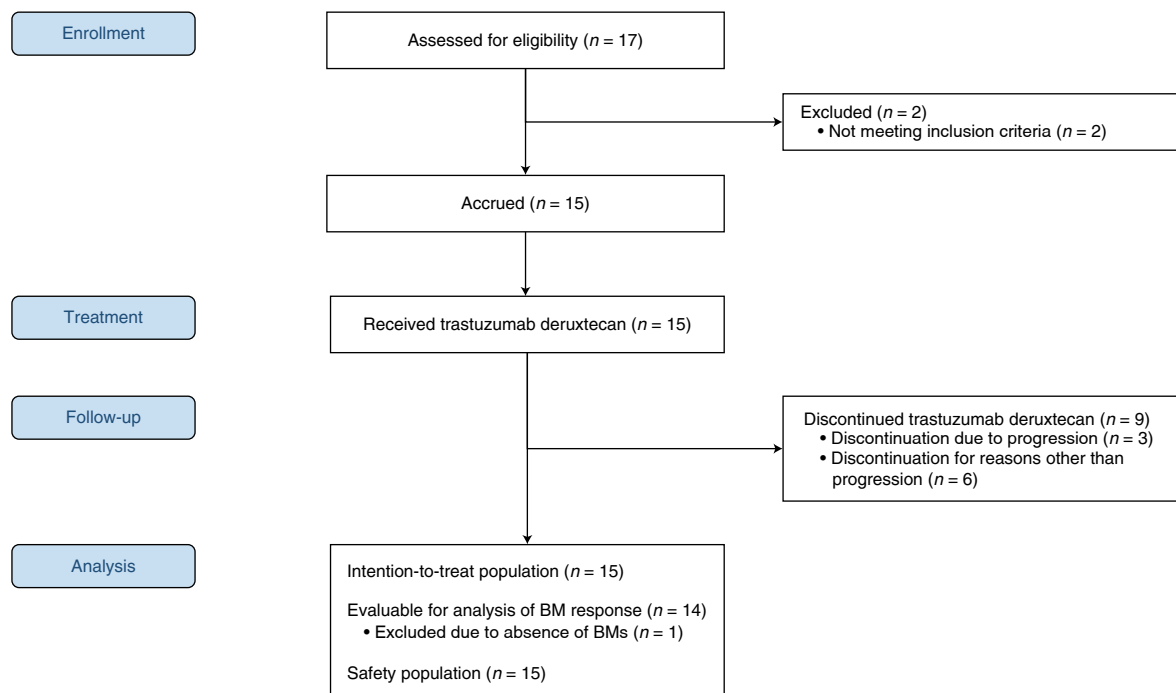 Enrollment
Assessed for eligibility (n = 17)
Excluded (n = 2)
• Not meeting inclusion criteria (n = 2)
Accrued (n = 15)
Treatment
Received trastuzumab deruxtecan (n = 15)
Follow-up
Discontinued trastuzumab deruxtecan (n = 9)
• Discontinuation due to progression (n = 3)
• Discontinuation for reasons other than
progression (n = 6)
Analysis
Intention-to-treat population (n = 15)
Evaluable for analysis of BM response (n = 14)
• Excluded due to absence of BMs (n = 1)
Safety population (n = 15)